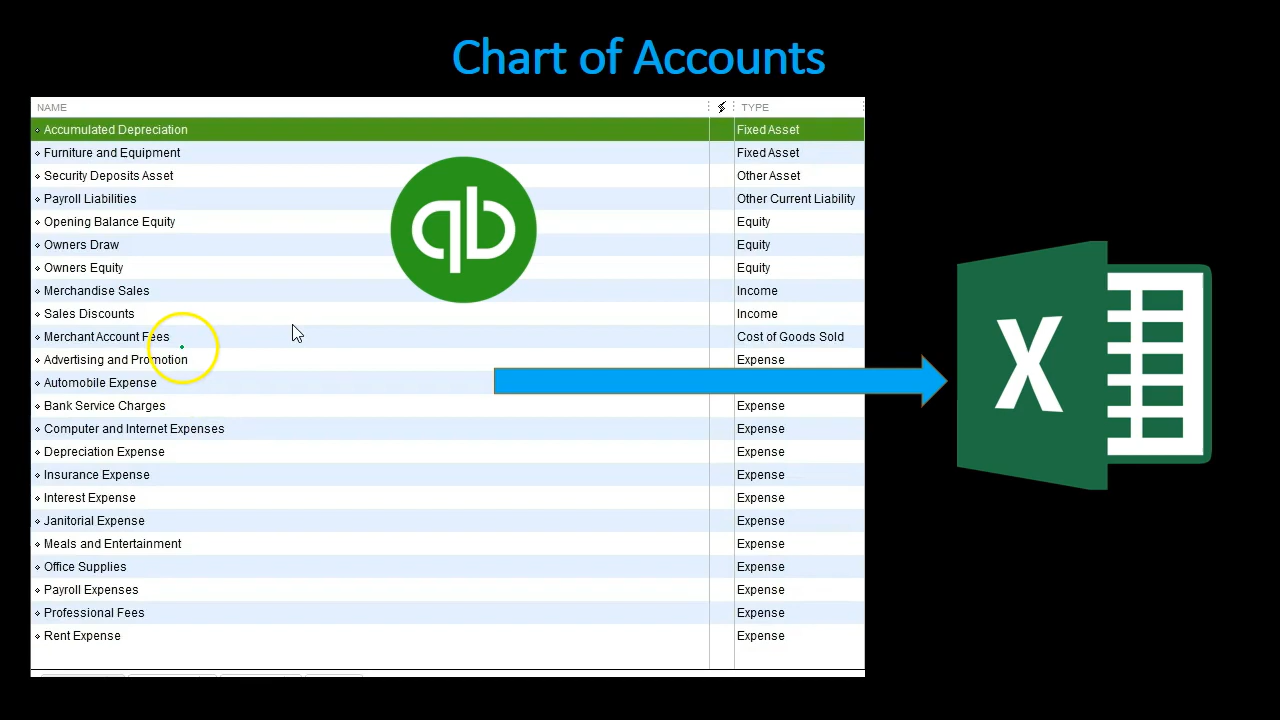 Chart of Accounts
NAME TYPE
Accumulated Depreciation Fixed Asset
Furniture and Equipment Fixed Asset
Security Deposits Asset Other Asset
Payroll Liabilities Other Current Liability
Opening Balance Equity Equity
Owners Draw Equity
Owners Equity Equity
Merchandise Sales Income
Sales Discounts Income
Merchant Account Fees Cost of Goods Sold
Advertising and Promotion Expense
Automobile Expense
Bank Service Charges Expense
Computer and Internet Expenses Expense
Depreciation Expense Expense
Insurance Expense Expense
Interest Expense Expense
Janitorial Expense Expense
Meals and Entertainment Expense
Office Supplies Expense
Payroll Expenses Expense
Professional Fees Expense
Rent Expense Expense
qb
X